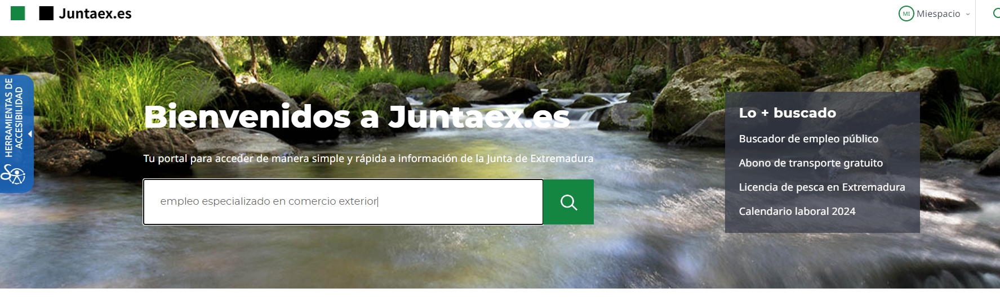 Juntaex.es
MI Miespacio
HERRAMIENTAS DE
ACCESIBILIDAD
Bienvenidos a Juntaex.es
Tu portal para acceder de manera simple y rápida a información de la Junta de Extremadura
empleo especializado en comercio exterior
Lo + buscado
Buscador de empleo público
Abono de transporte gratuito
Licencia de pesca en Extremadura
Calendario laboral 2024